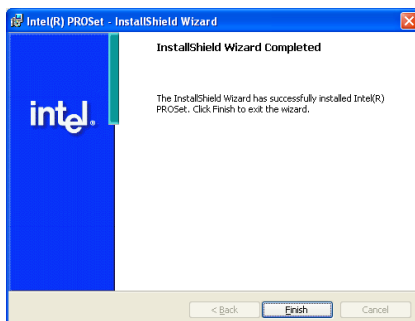 Intel(R) PROSet - InstallShield Wizard
InstallShield Wizard Completed
The InstallShield Wizard has successfully installed Intel(R)
PROSet. Click Finish to exit the wizard.
intel.
< Back
Finish
Cancel